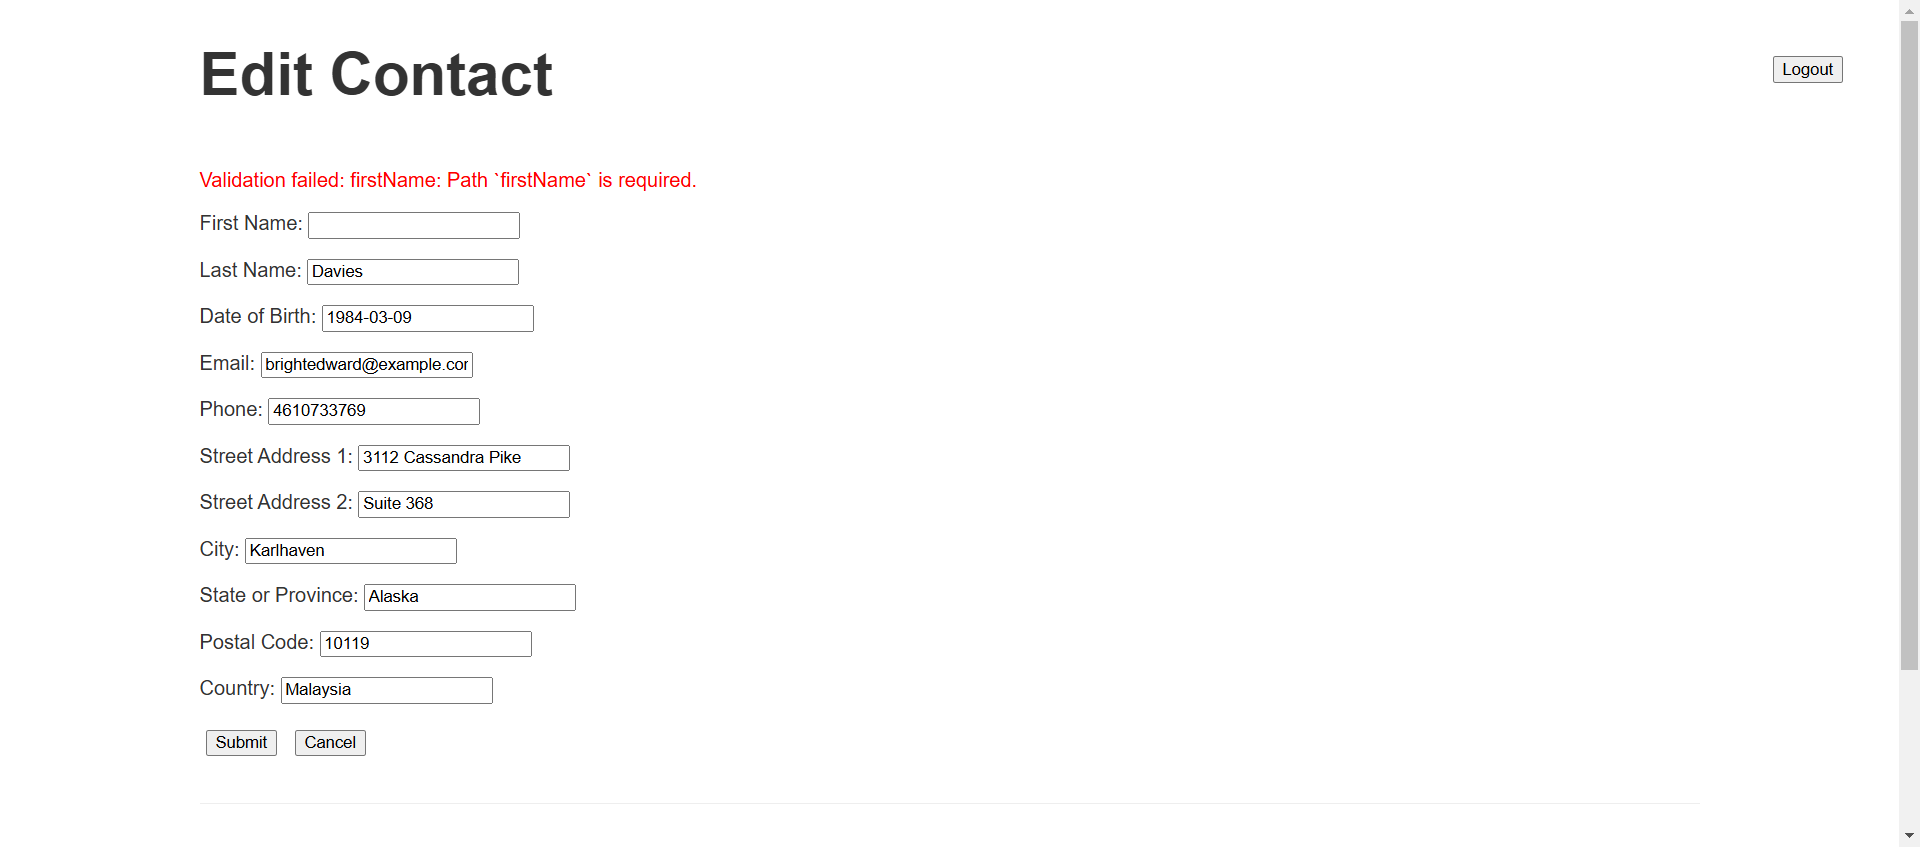 Edit Contact
Logout
Validation failed: firstName: Path `firstName` is required.
First Name:
Last Name: Davies
Date of Birth: 1984-03-09
Email: brightedward@example.com
Phone: 4610733769
Street Address 1: 3112 Cassandra Pike
Street Address 2: Suite 368
City: Karlhaven
State or Province: Alaska
Postal Code: 10119
Country: Malaysia
Submit Cancel